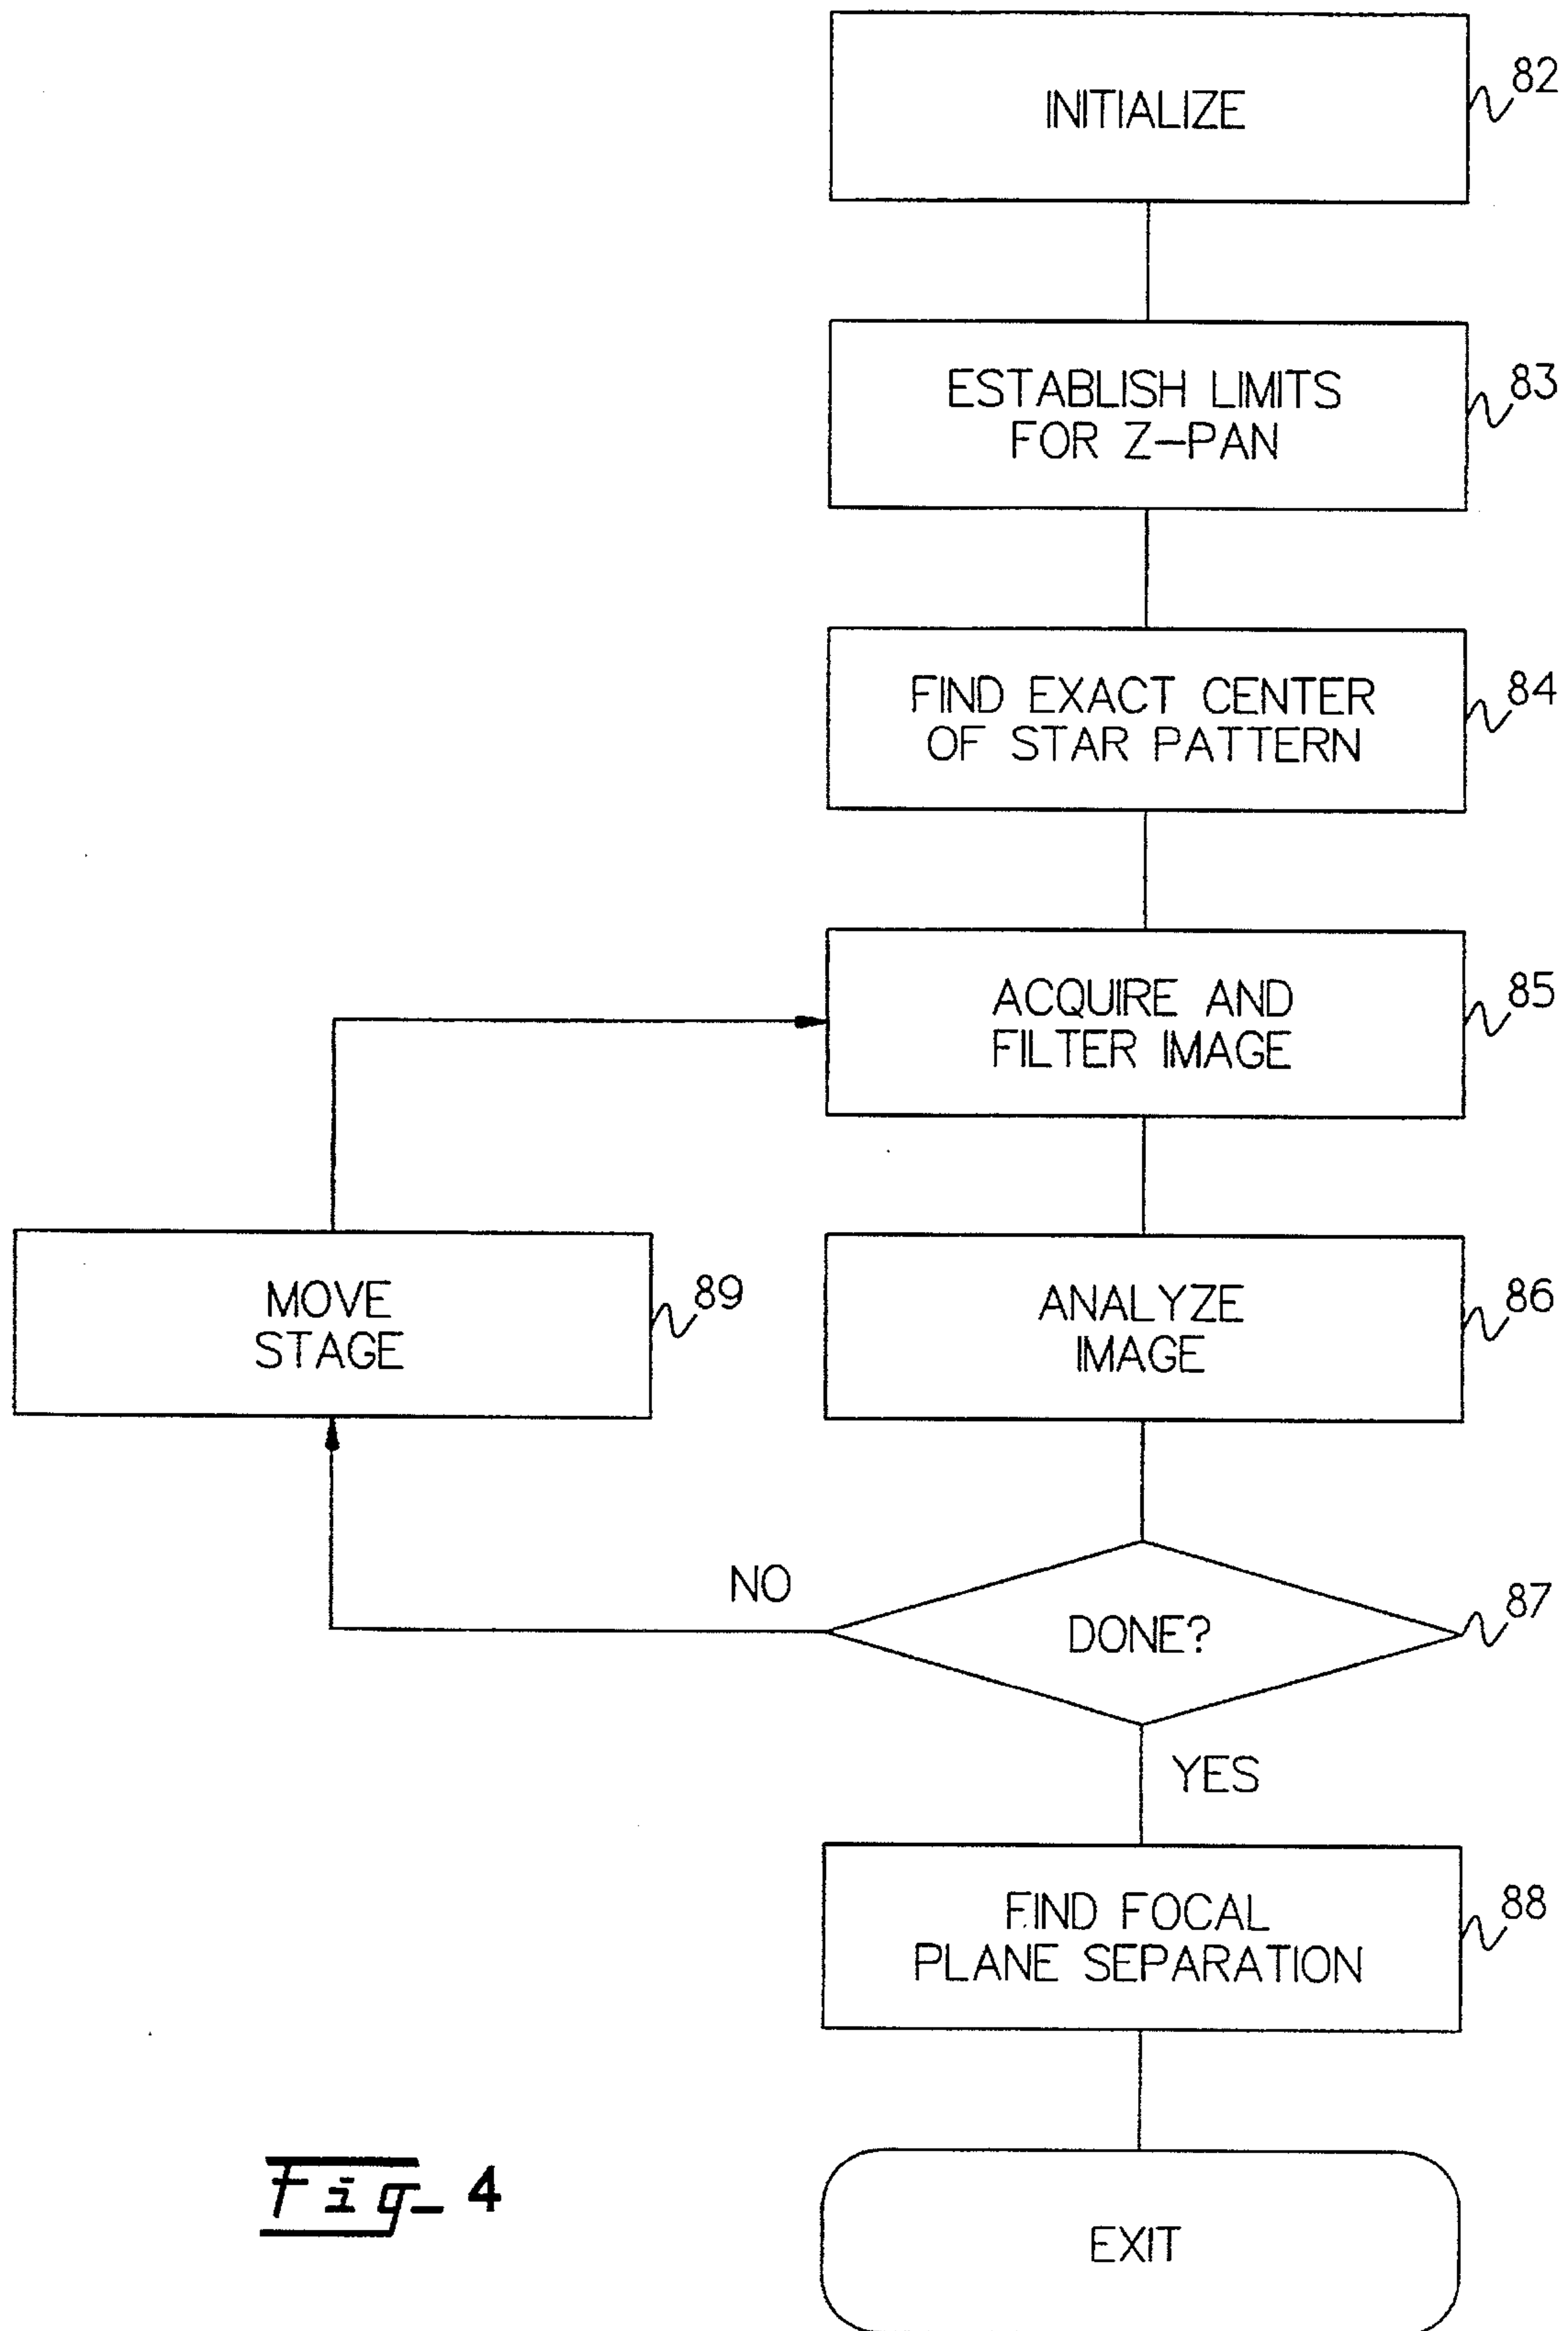 INITIALIZE
82
ESTABLISH LIMITS
FOR Z-PAN
83
FIND EXACT CENTER
OF STAR PATTERN
84
ACQUIRE AND
FILTER IMAGE
85
MOVE
STAGE
89
ANALYZE
IMAGE
86
NO
DONE?
87
YES
FIND FOCAL
PLANE SEPARATION
88
EXIT
Fig_ 4